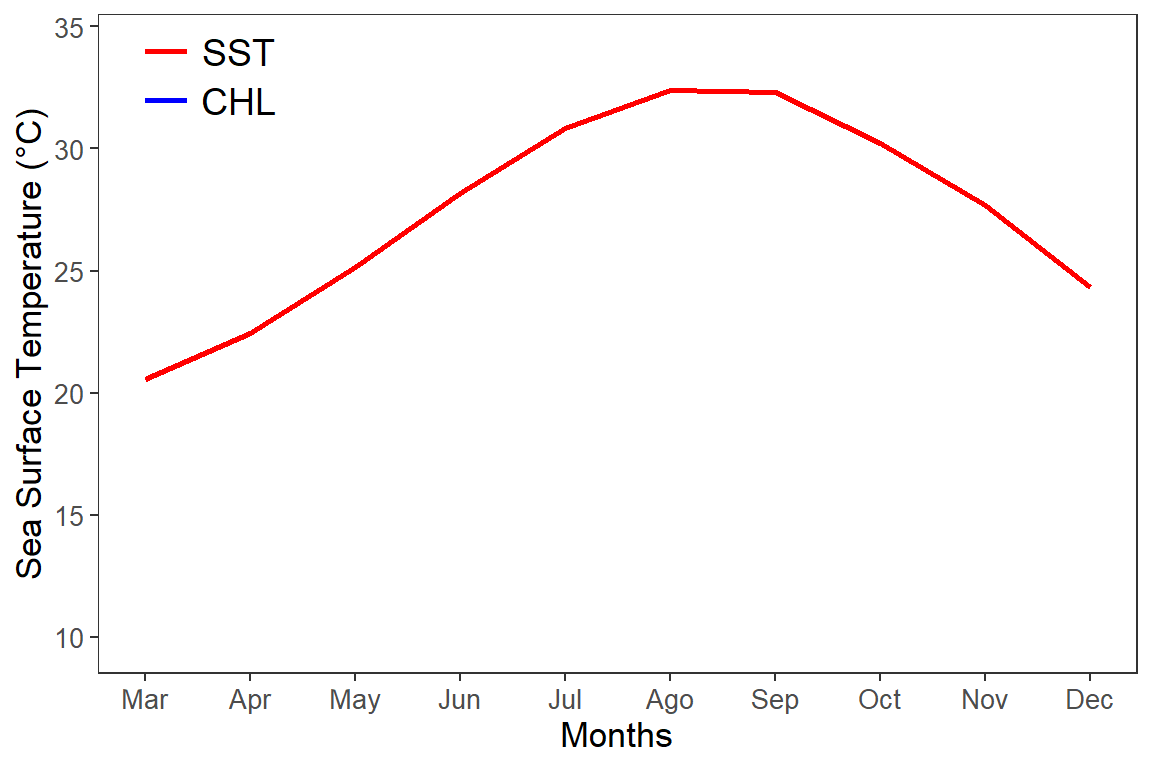 SST
CHL
Sea Surface Temperature (°C)
35
30
25
20
15
10
Mar Apr May Jun Jul Ago Sep Oct Nov Dec
Months